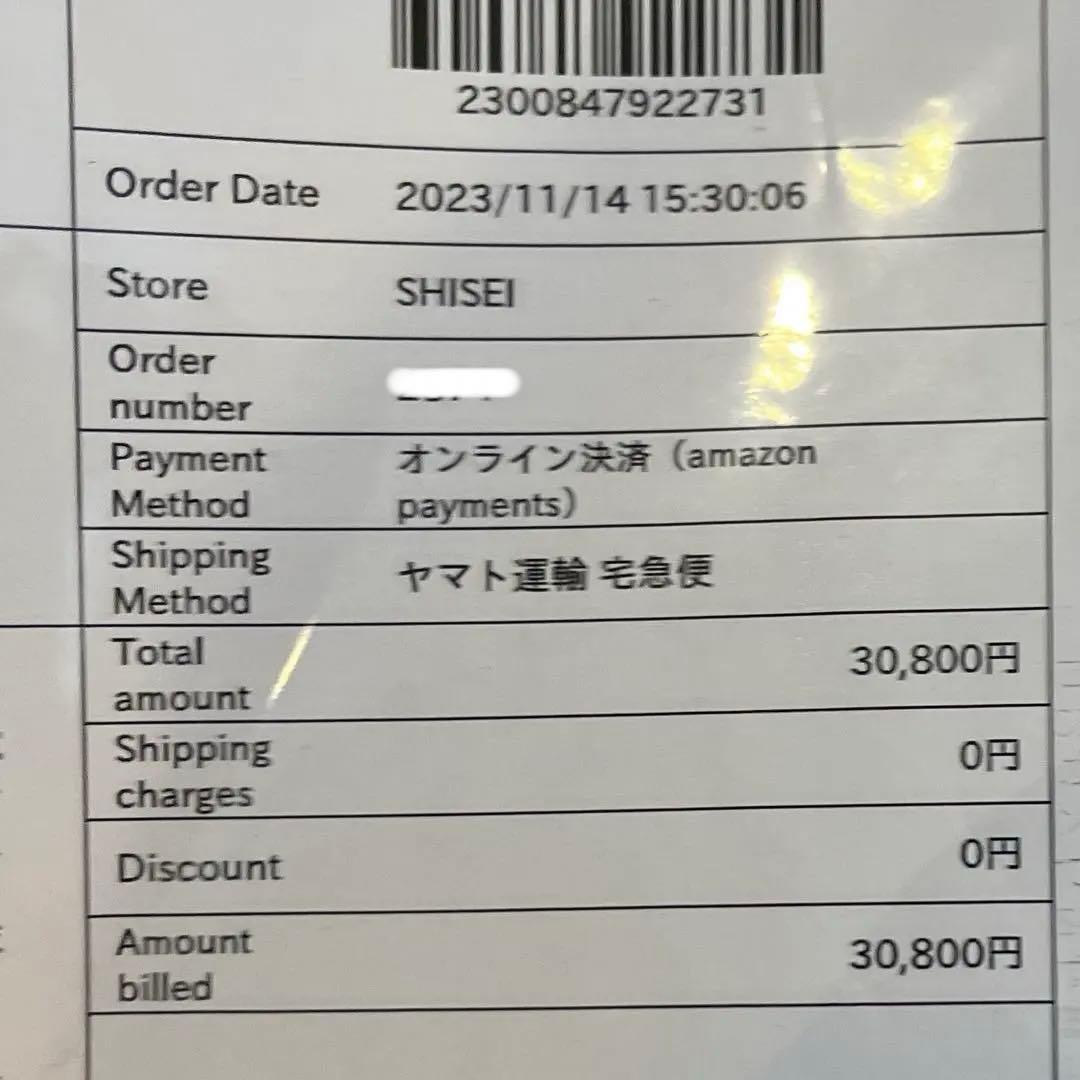 2300847922731
Order Date 2023/11/14 15:30:06
Store SHISEI
Order
number
Payment オンライン決済（amazon
Method payments）
Shipping
Method ヤマト運輸 宅急便
Total
amount 30,800円
Shipping
charges 0円
Discount 0円
Amount
billed 30,800円